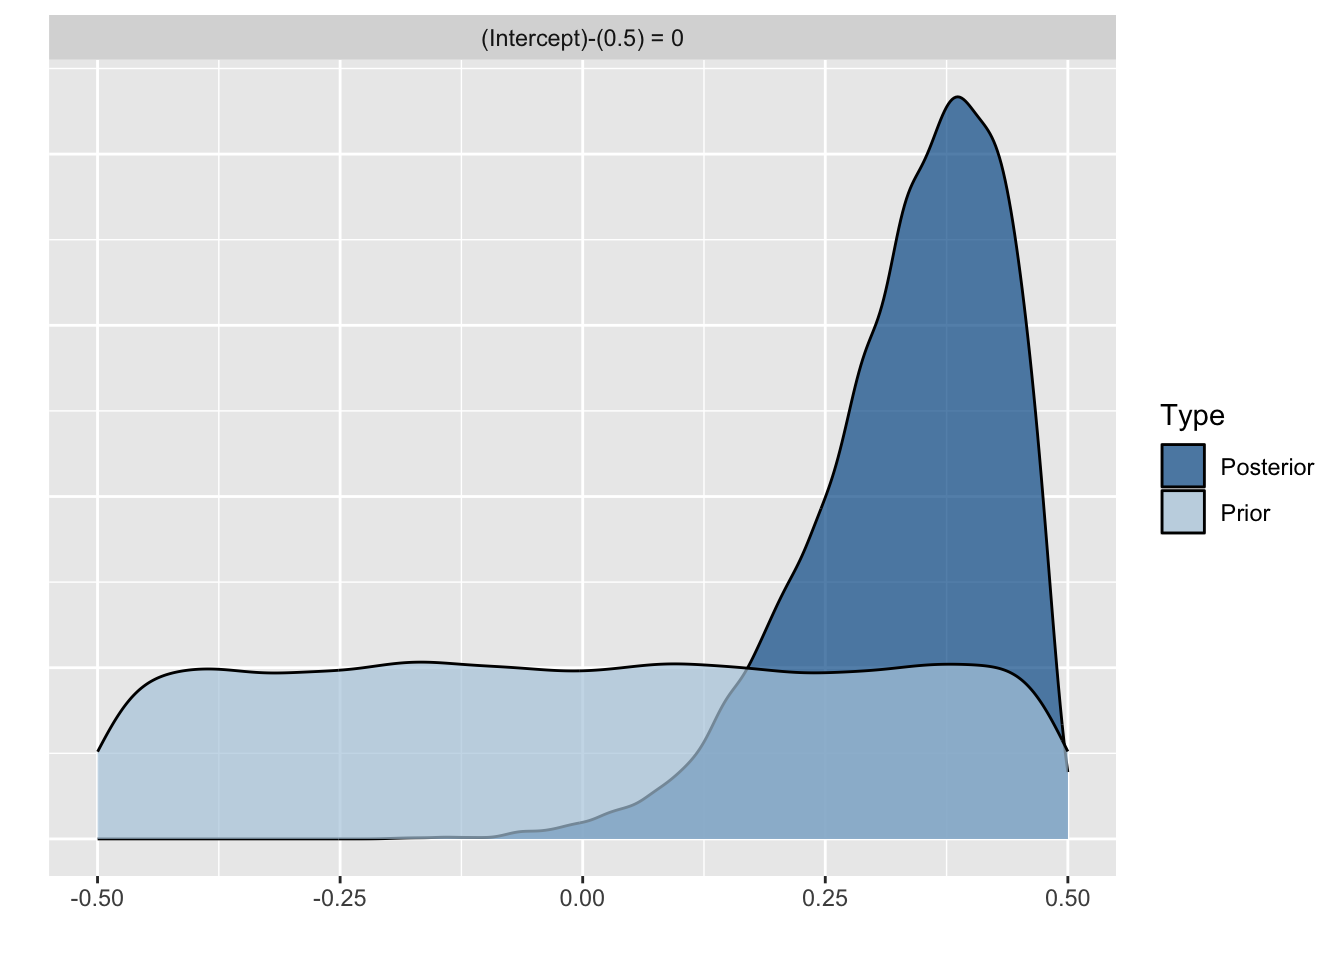 (Intercept)-(0.5) = 0
Type
Posterior
Prior
-0.50
-0.25
0.00
0.25
0.50